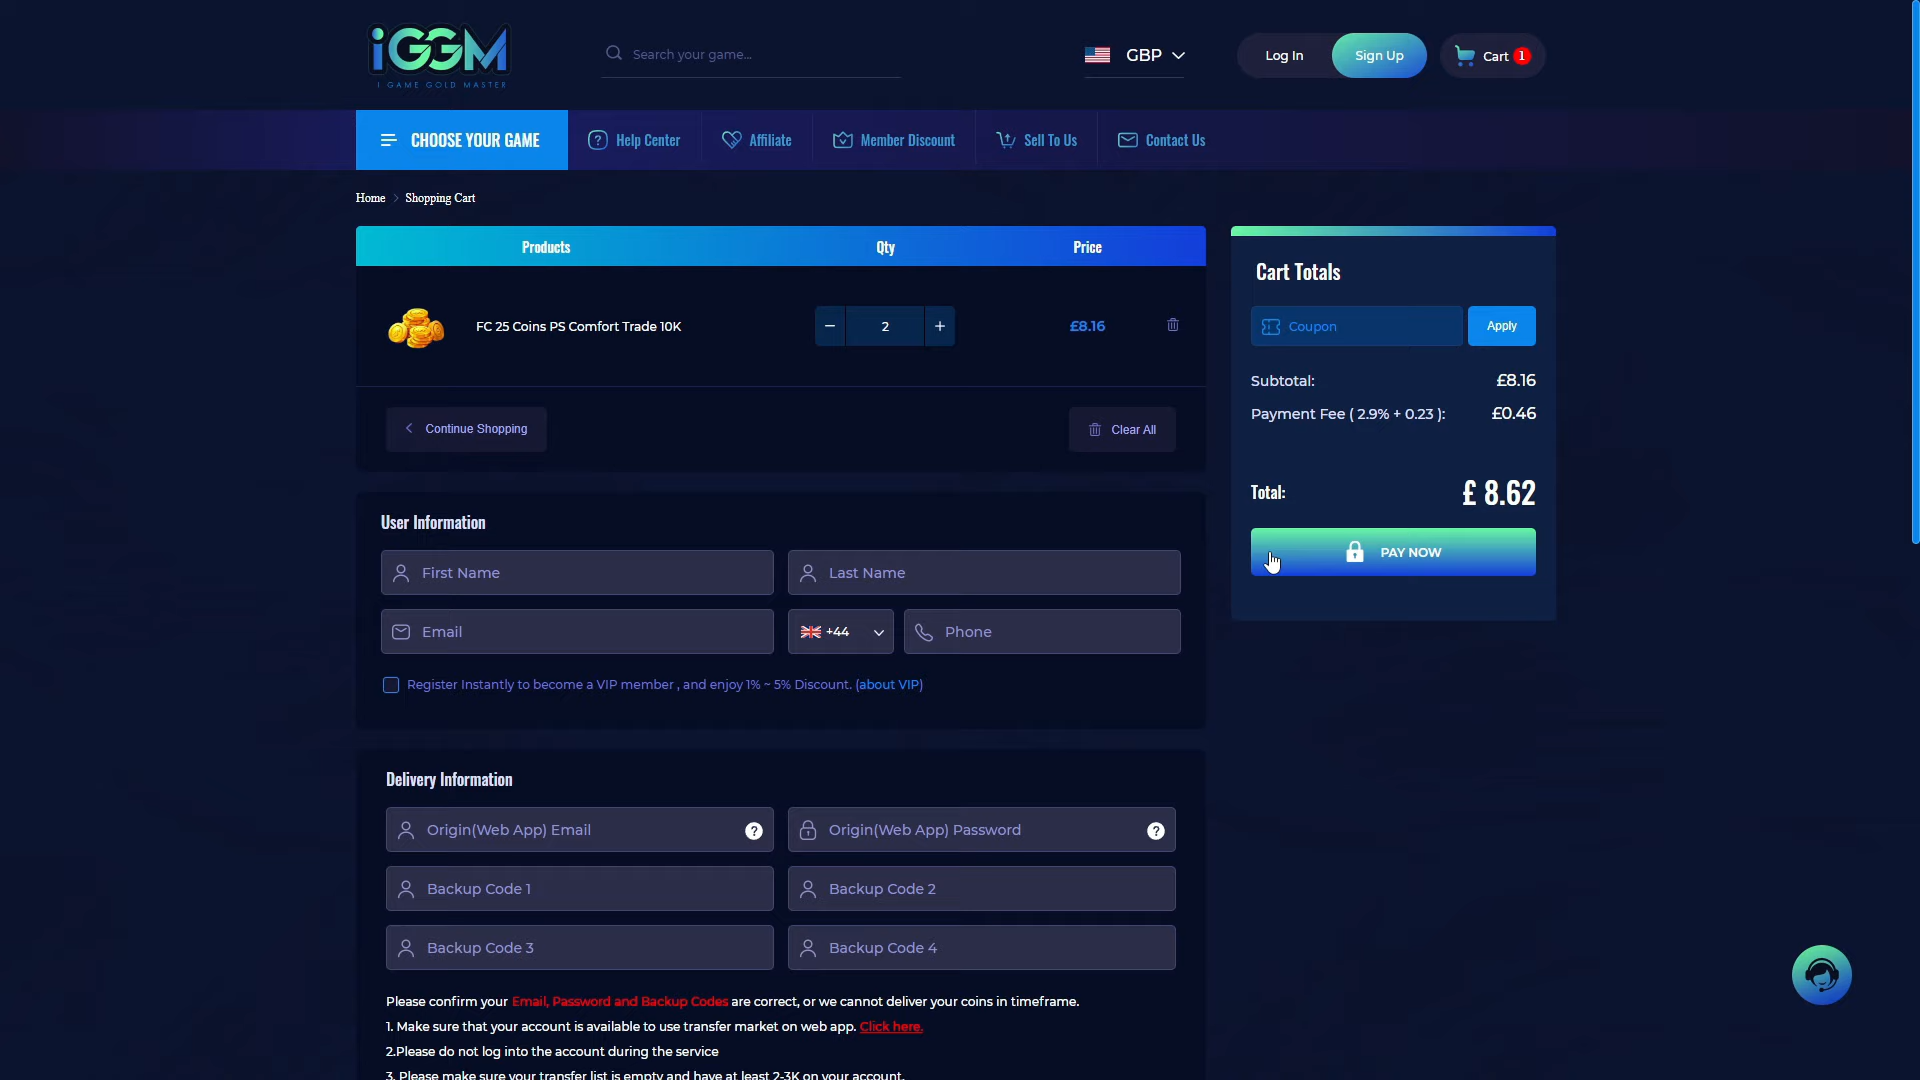 iGGM
I GAME GOLD MASTER
Search your game...
GBP
Log In
Sign Up
Cart 1
CHOOSE YOUR GAME
Help Center
Affiliate
Member Discount
Sell To Us
Contact Us
Home > Shopping Cart
Products Qty Price
FC 25 Coins PS Comfort Trade 10K
− 2 +
£8.16
Continue Shopping
Clear All
Cart Totals
Coupon
Apply
Subtotal: £8.16
Payment Fee ( 2.9% + 0.23 ): £0.46
Total: £ 8.62
PAY NOW
User Information
First Name
Last Name
Email
+44
Phone
Register Instantly to become a VIP member , and enjoy 1% ~ 5% Discount. (about VIP)
Delivery Information
Origin(Web App) Email ?
Origin(Web App) Password ?
Backup Code 1
Backup Code 2
Backup Code 3
Backup Code 4
Please confirm your Email, Password and Backup Codes are correct, or we cannot deliver your coins in timeframe.
1. Make sure that your account is available to use transfer market on web app. Click here.
2.Please do not log into the account during the service
3. Please make sure your transfer list is empty and have at least 2-3K on your account.